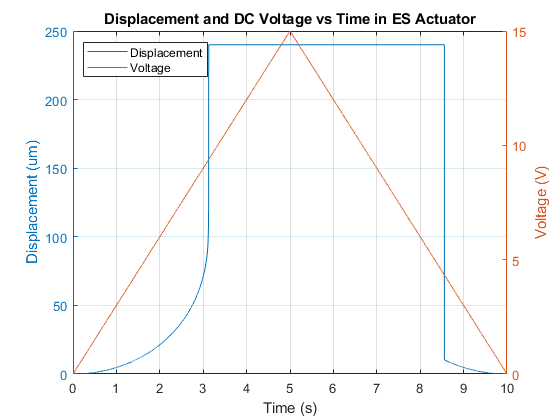 Displacement and DC Voltage vs Time in ES Actuator
Displacement
Voltage
250
200
150
100
50
0
Displacement (um)
15
10
5
0
Voltage (V)
0 1 2 3 4 5 6 7 8 9 10
Time (s)